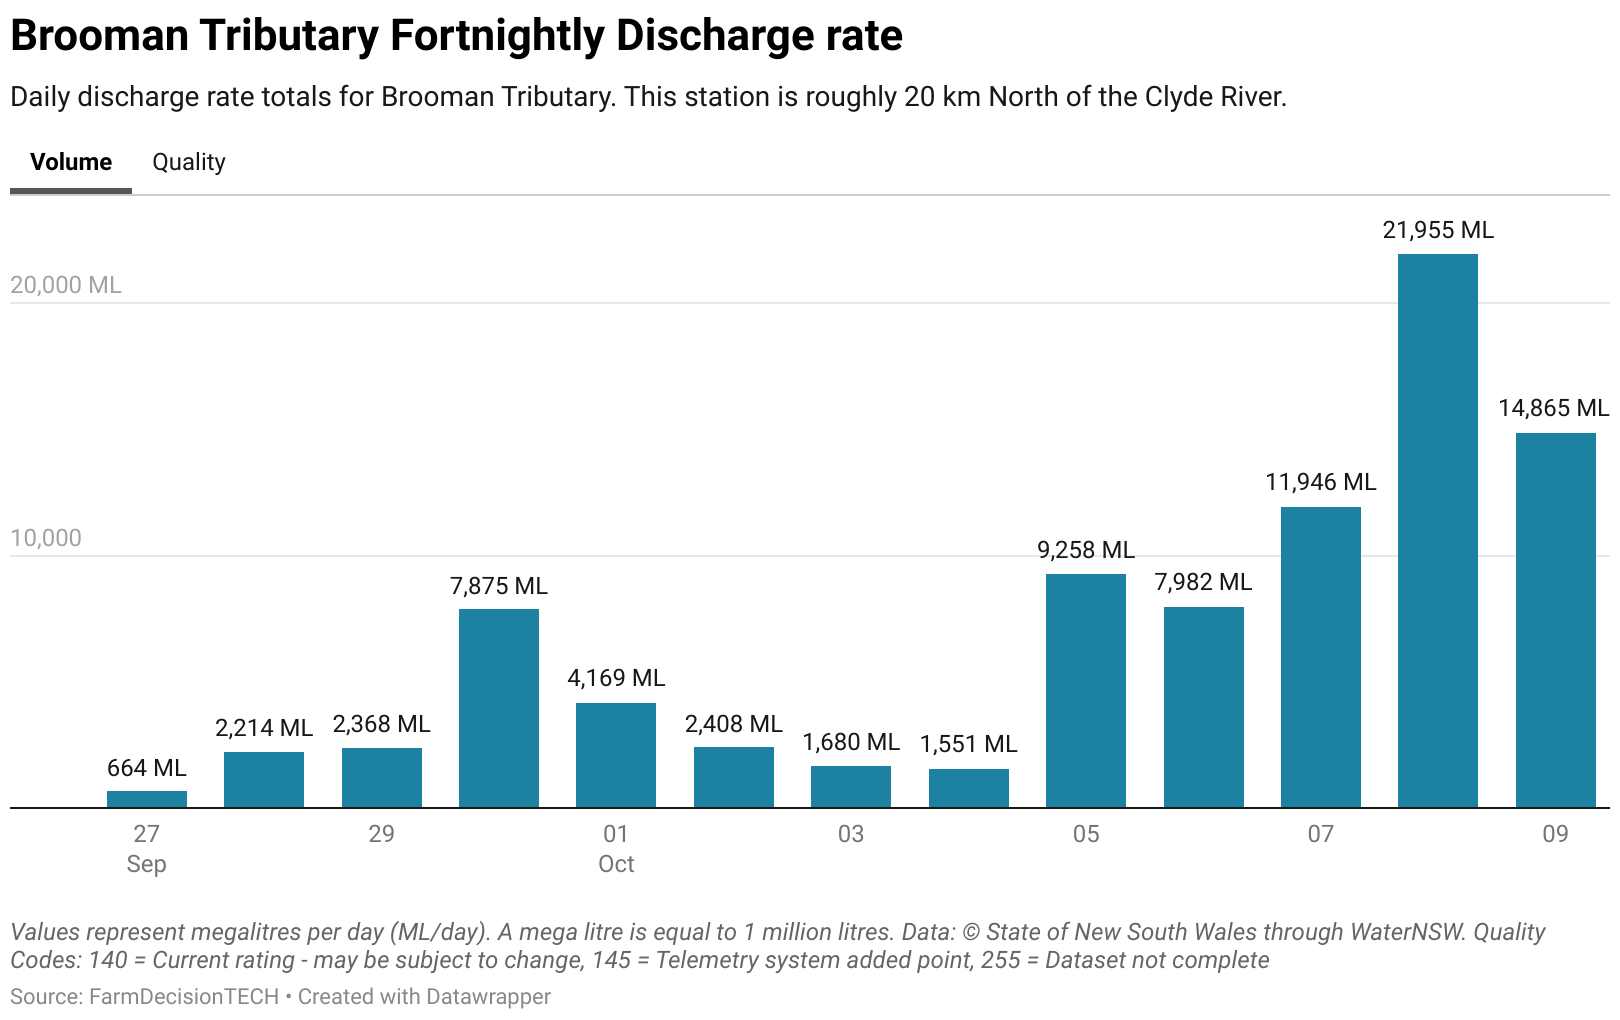 Brooman Tributary Fortnightly Discharge rate
Daily discharge rate totals for Brooman Tributary. This station is roughly 20 km North of the Clyde River.
Volume Quality
21,955 ML
20,000 ML
14,865 ML
11,946 ML
10,000
9,258 ML
7,982 ML
7,875 ML
4,169 ML
2,214 ML 2,368 ML 2,408 ML
1,680 ML 1,551 ML
664 ML
27 29 01 03 05 07 09
Sep Oct
Values represent megalitres per day (ML/day). A mega litre is equal to 1 million litres. Data: © State of New South Wales through WaterNSW. Quality
Codes: 140 = Current rating - may be subject to change, 145 = Telemetry system added point, 255 = Dataset not complete
Source: FarmDecisionTECH • Created with Datawrapper